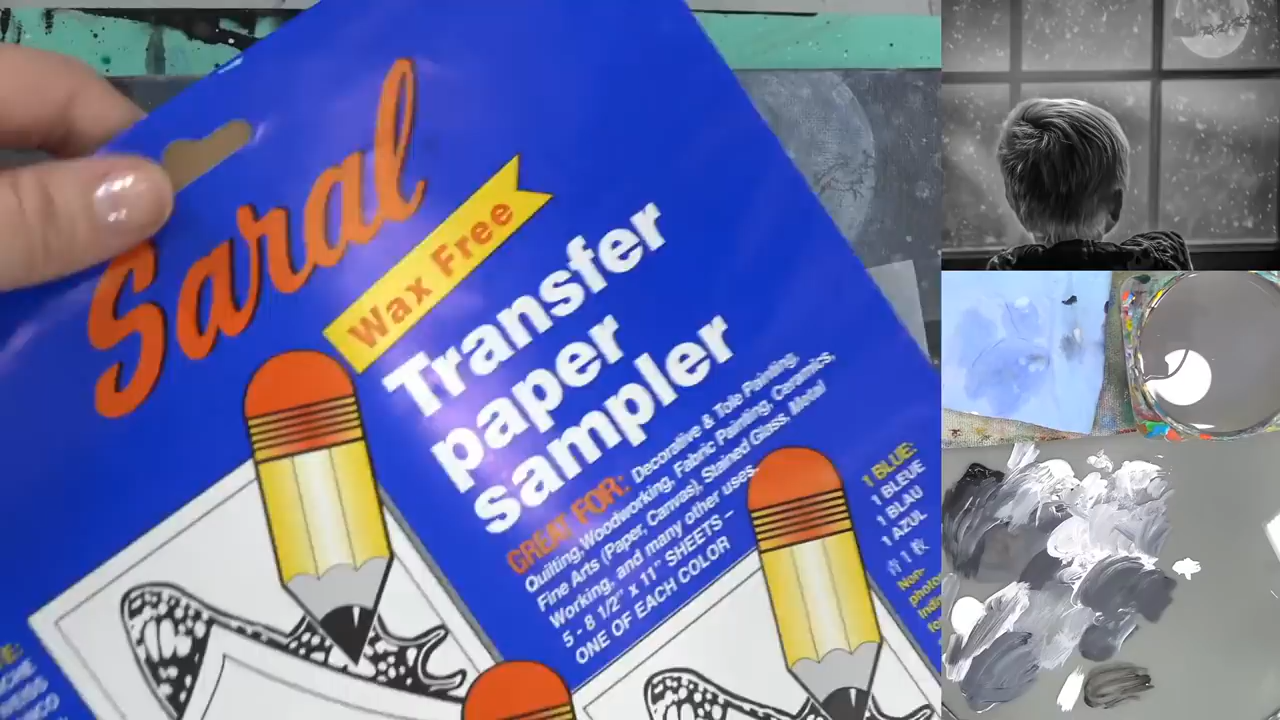 Saral
Wax Free
Transfer
paper
sampler
GREAT FOR: Decorative & Tole Painting,
Quilting, Woodworking, Fabric Painting, Ceramics,
Fine Arts (Paper, Canvas), Stained Glass, Metal
Working, and many other uses.
5 - 8 1/2" x 11" SHEETS –
ONE OF EACH COLOR
1 BLUE:
1 BLEUE
1 BLAU
1 AZUL
Non-